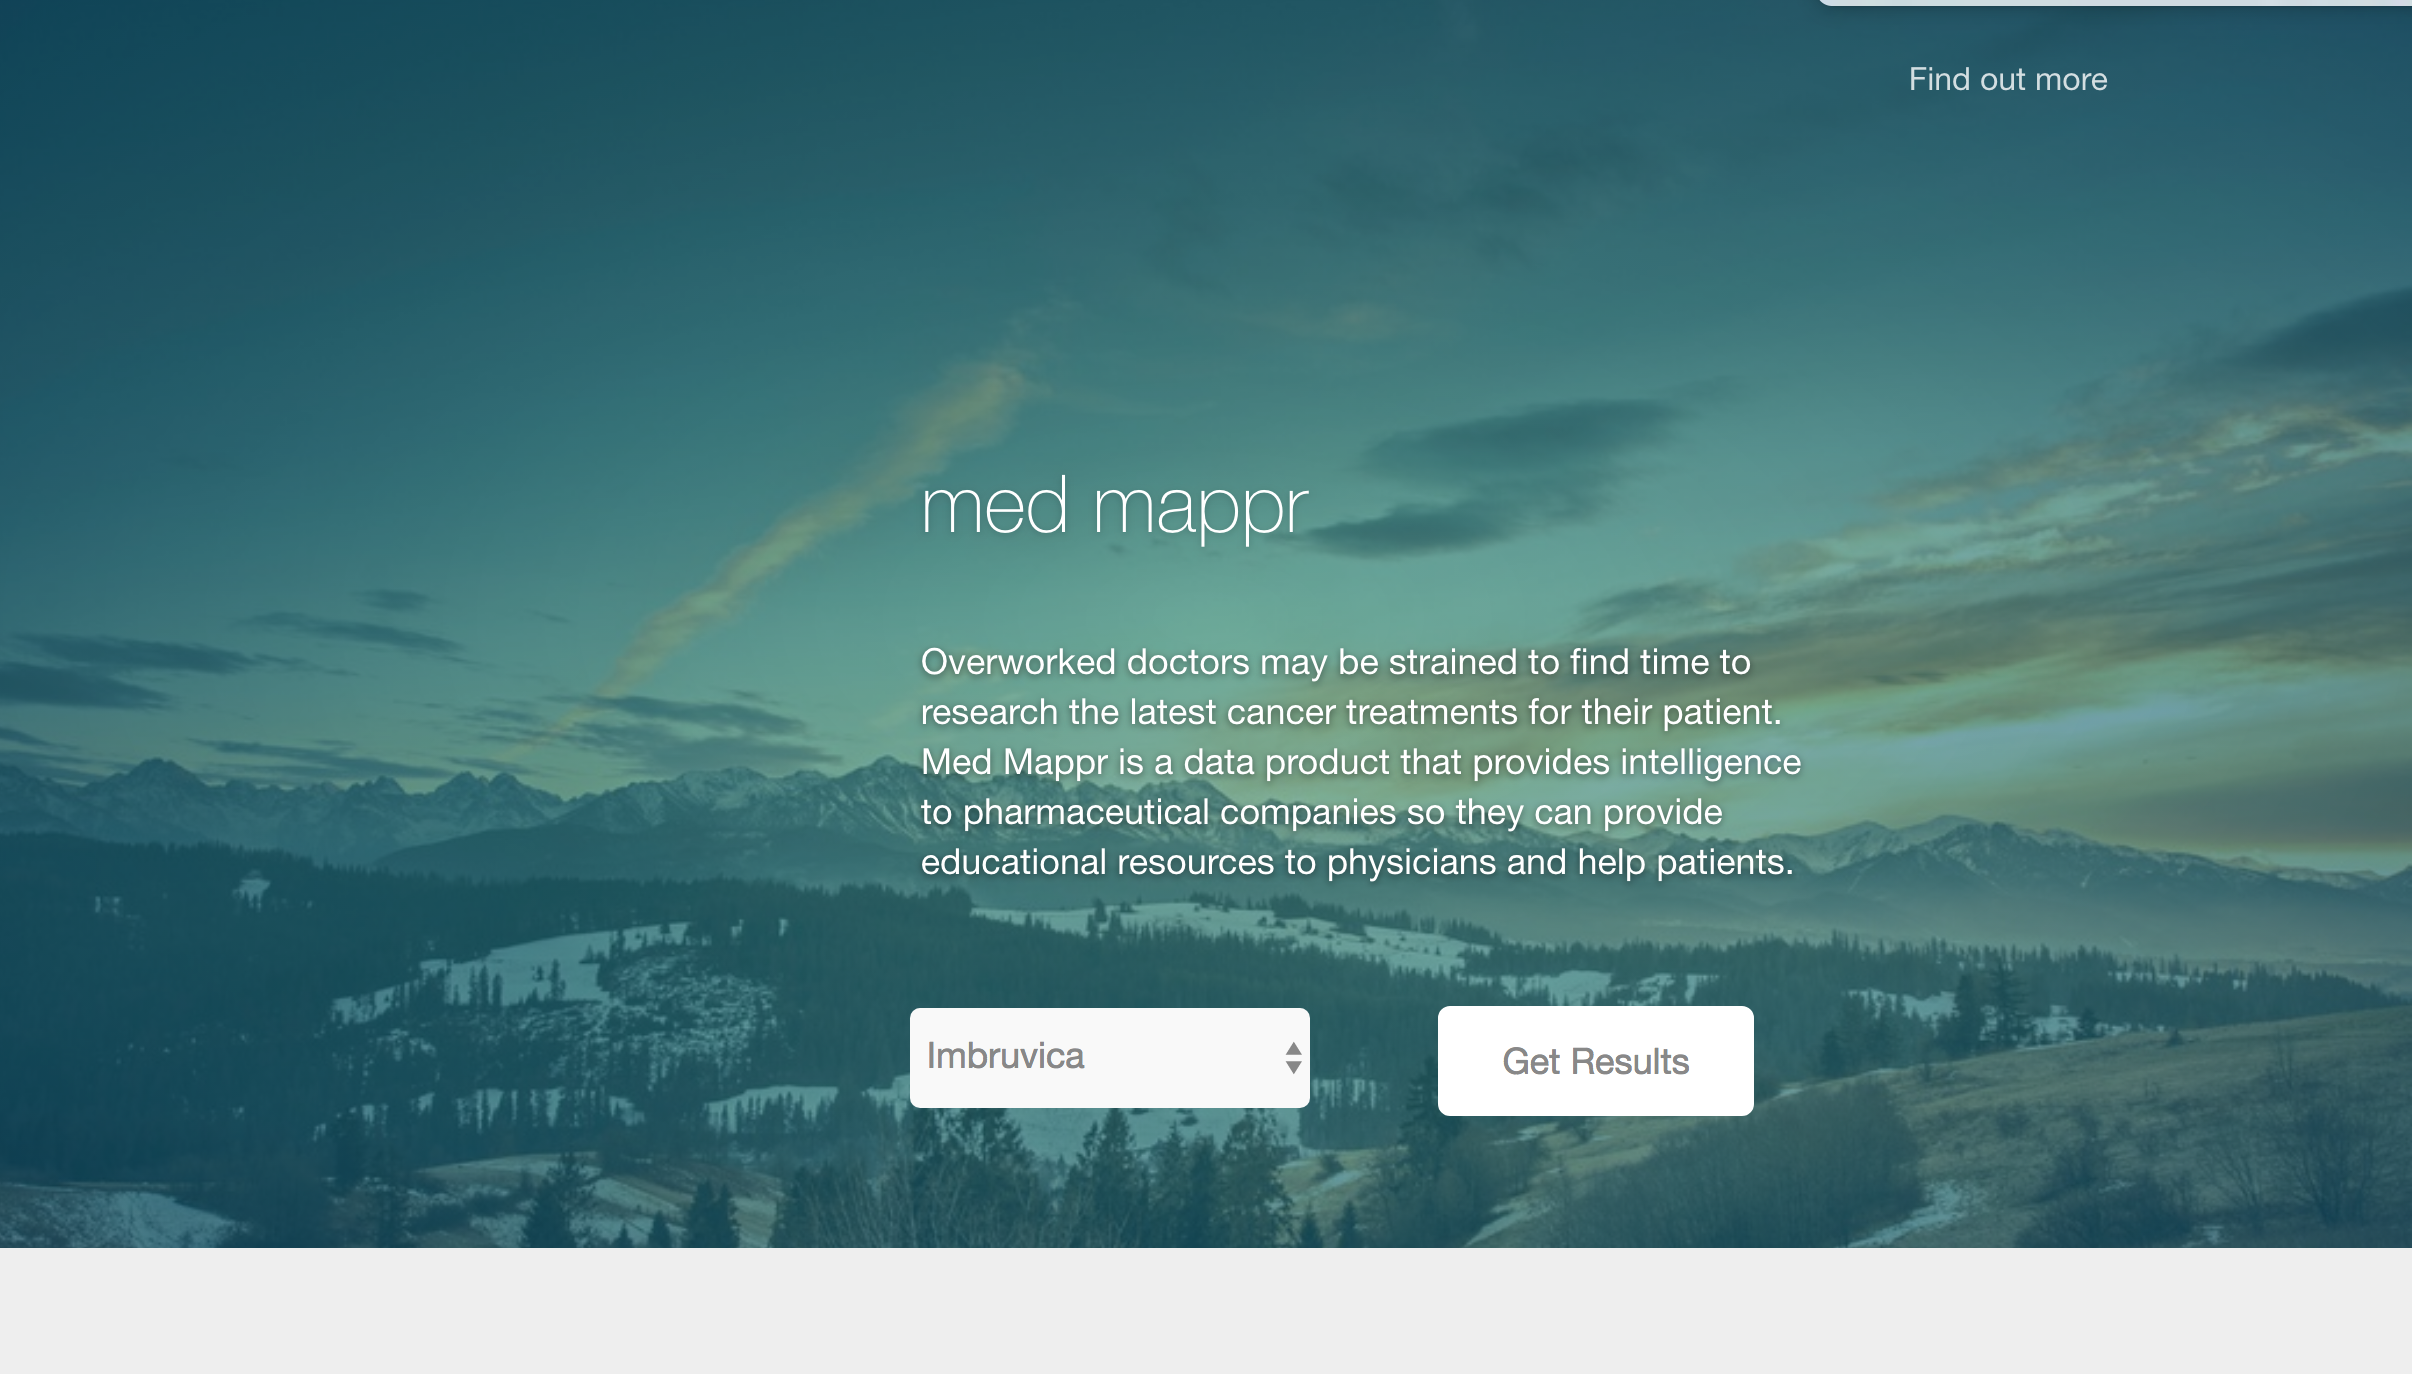 Find out more
med mappr
Overworked doctors may be strained to find time to
research the latest cancer treatments for their patient.
Med Mappr is a data product that provides intelligence
to pharmaceutical companies so they can provide
educational resources to physicians and help patients.
Imbruvica
Get Results